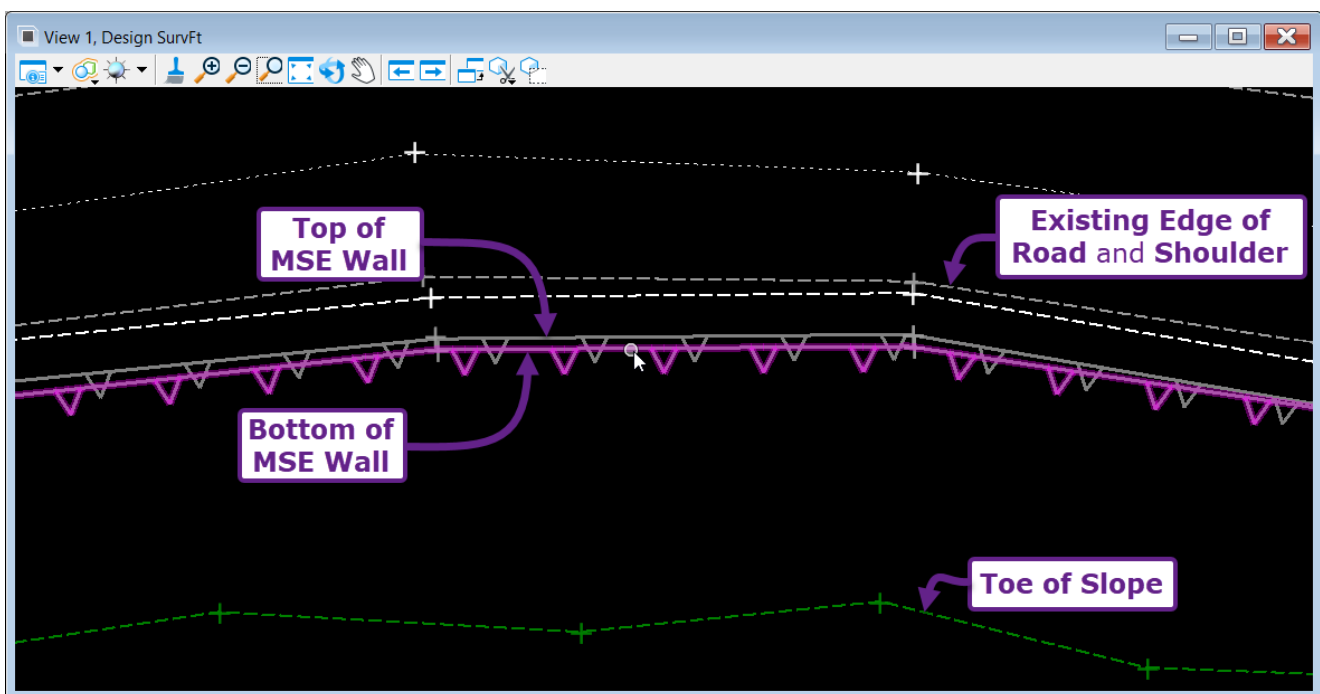 View 1, Design SurvFt
Top of
MSE Wall
Existing Edge of
Road and Shoulder
Bottom of
MSE Wall
Toe of Slope